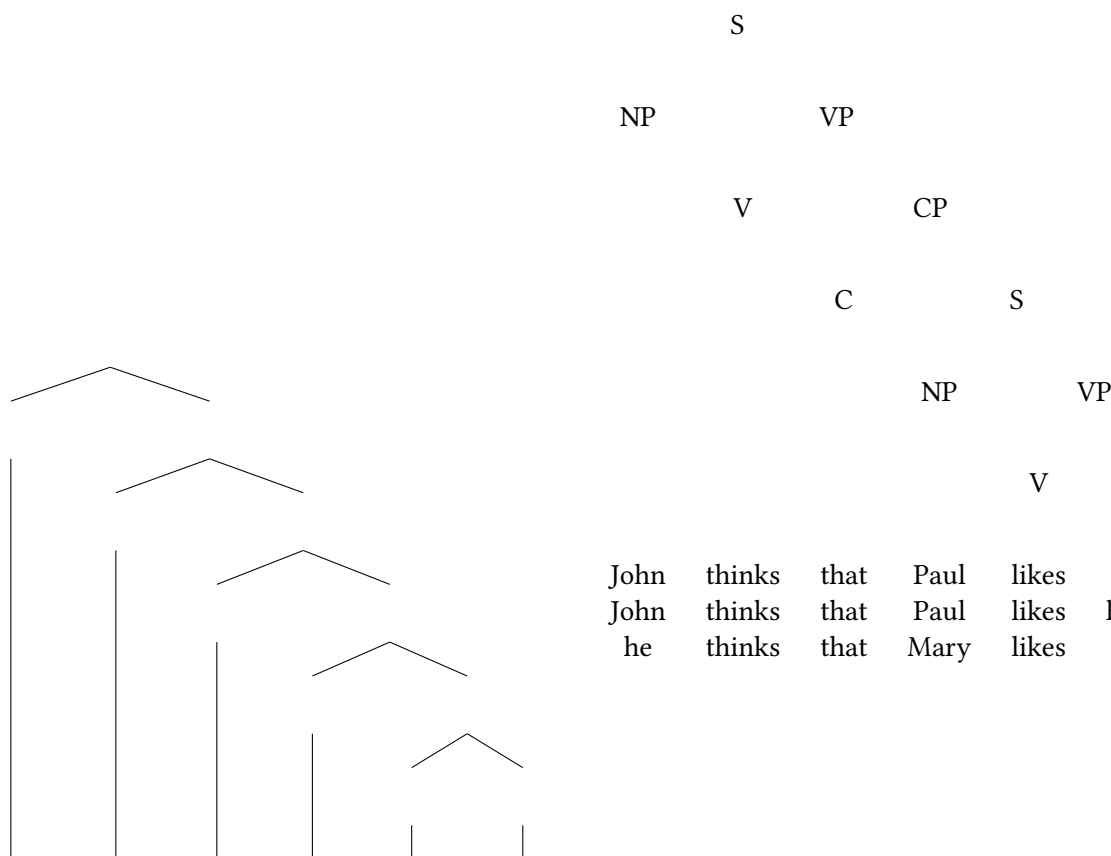 S
NP VP
V CP
C S
NP VP
V
John thinks that Paul likes
John thinks that Paul likes
he thinks that Mary likes